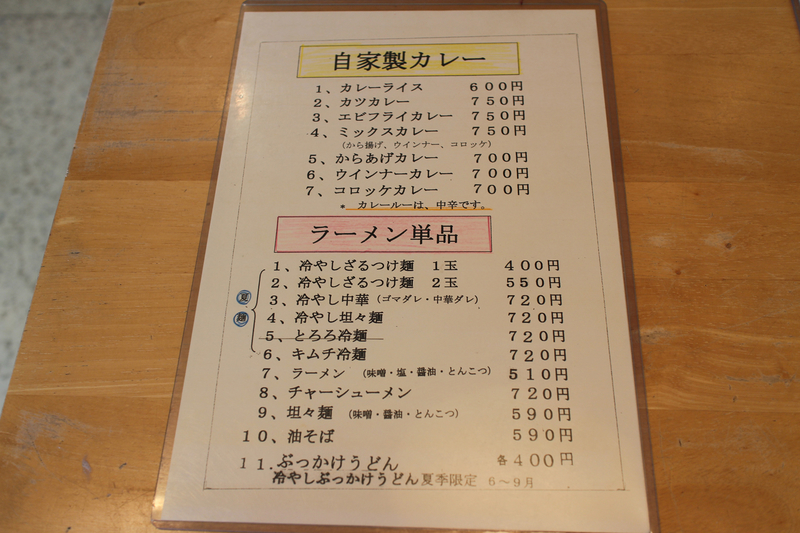 自家製カレー
1、カレーライス 600円
2、カツカレー 750円
3、エビフライカレー 750円
4、ミックスカレー 750円
(から揚げ、ウインナー、コロッケ)
5、からあげカレー 700円
6、ウインナーカレー 700円
7、コロッケカレー 700円
* カレールーは、中辛です。
ラーメン単品
夏麺
1、冷やしざるつけ麺 1玉 400円
2、冷やしざるつけ麺 2玉 550円
3、冷やし中華(ゴマダレ・中華ダレ) 720円
4、冷やし坦々麺 720円
5、とろろ冷麺 720円
6、キムチ冷麺 720円
7、ラーメン (味噌・塩・醤油・とんこつ) 510円
8、チャーシューメン 720円
9、坦々麺 (味噌・醤油・とんこつ) 590円
10、油そば 590円
11.ぶっかけうどん 各400円
冷やしぶっかけうどん夏季限定 6～9月